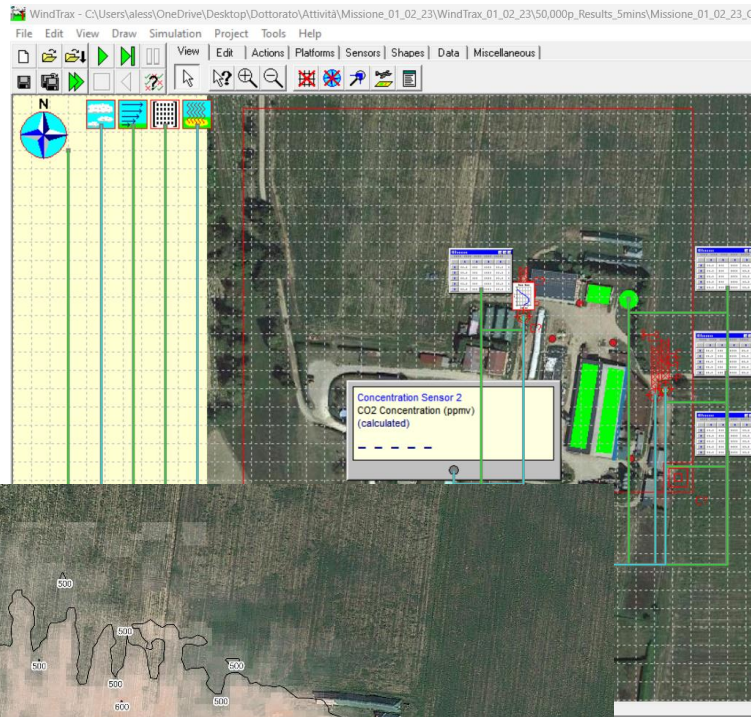 WindTrax - C:\Users\aless\OneDrive\Desktop\Dottorato\Attività\Missione_01_02_23\WindTrax_01_02_23\50,000p_Results_5mins\Missione_01_02_23_
File Edit View Draw Simulation Project Tools Help
View Edit Actions Platforms Sensors Shapes Data Miscellaneous
N
Concentration Sensor 2
CO2 Concentration (ppmv)
(calculated)
– – – – –
500
500
500
500
500
500
600